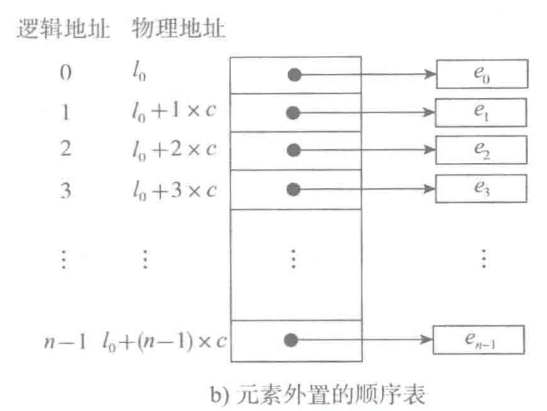 逻辑地址 物理地址
0 l₀ e₀
1 l₀+1×c e₁
2 l₀+2×c e₂
3 l₀+3×c e₃
⋮ ⋮ ⋮ ⋮
n−1 l₀+(n−1)×c eₙ₋₁
b) 元素外置的顺序表